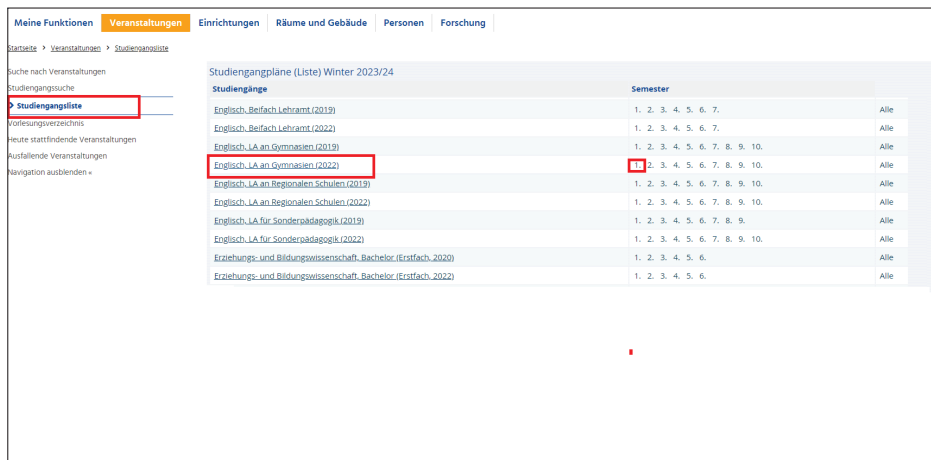 Meine Funktionen Veranstaltungen Einrichtungen Räume und Gebäude Personen Forschung
Startseite > Veranstaltungen > Studiengangsliste
Suche nach Veranstaltungen
Studiengangssuche
> Studiengangsliste
Vorlesungsverzeichnis
Heute stattfindende Veranstaltungen
Ausfallende Veranstaltungen
Navigation ausblenden «
Studiengangpläne (Liste) Winter 2023/24
Studiengänge Semester
Englisch, Beifach Lehramt (2019) 1. 2. 3. 4. 5. 6. 7. Alle
Englisch, Beifach Lehramt (2022) 1. 2. 3. 4. 5. 6. 7. Alle
Englisch, LA an Gymnasien (2019) 1. 2. 3. 4. 5. 6. 7. 8. 9. 10. Alle
Englisch, LA an Gymnasien (2022) 1. 2. 3. 4. 5. 6. 7. 8. 9. 10. Alle
Englisch, LA an Regionalen Schulen (2019) 1. 2. 3. 4. 5. 6. 7. 8. 9. 10. Alle
Englisch, LA an Regionalen Schulen (2022) 1. 2. 3. 4. 5. 6. 7. 8. 9. 10. Alle
Englisch, LA für Sonderpädagogik (2019) 1. 2. 3. 4. 5. 6. 7. 8. 9. Alle
Englisch, LA für Sonderpädagogik (2022) 1. 2. 3. 4. 5. 6. 7. 8. 9. 10. Alle
Erziehungs- und Bildungswissenschaft, Bachelor (Erstfach, 2020) 1. 2. 3. 4. 5. 6. Alle
Erziehungs- und Bildungswissenschaft, Bachelor (Erstfach, 2022) 1. 2. 3. 4. 5. 6. Alle